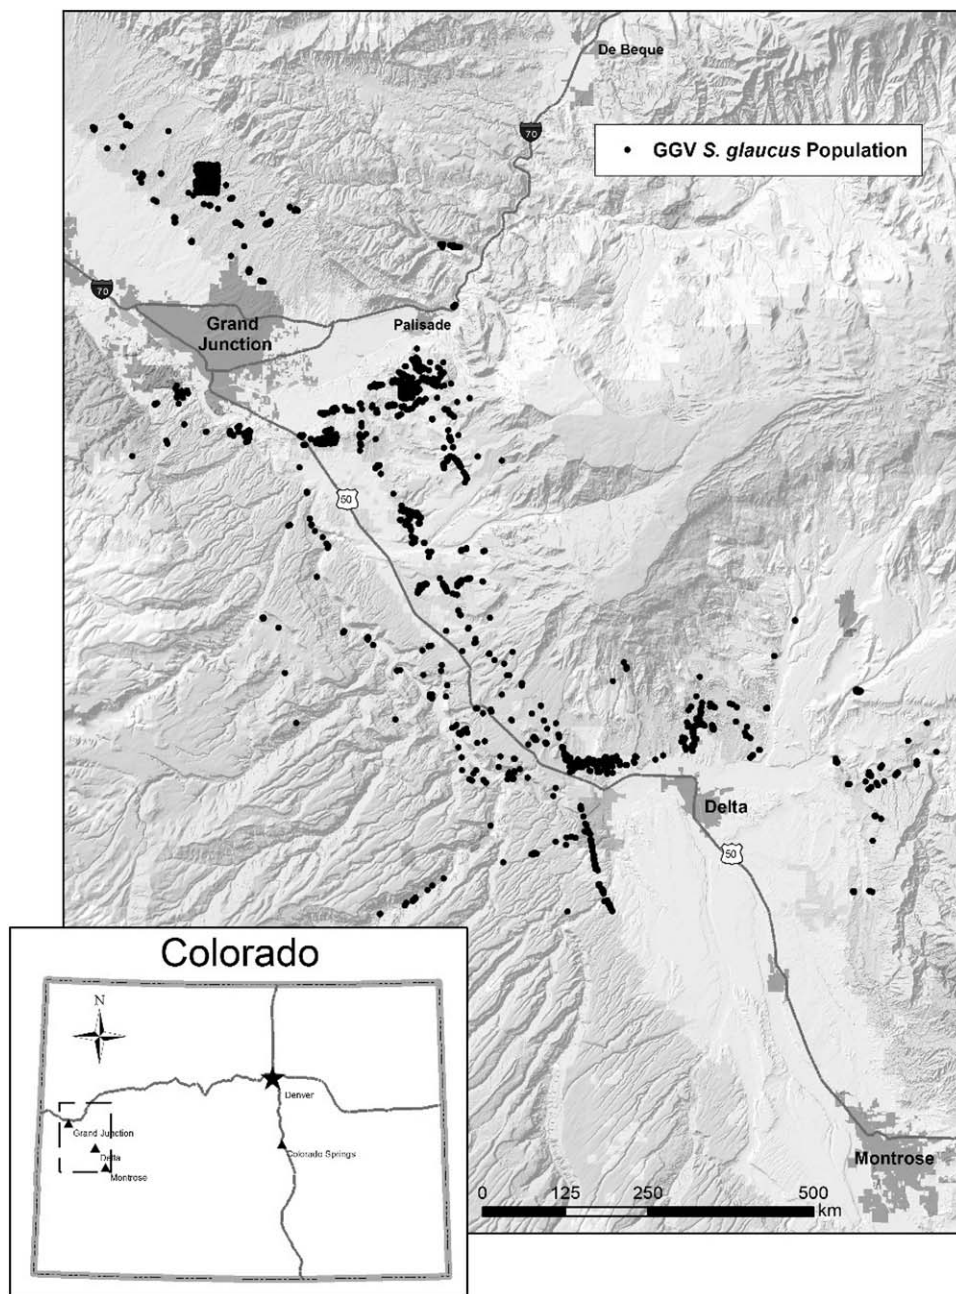 De Beque
70
GGV S. glaucus Population
70
Grand
Junction
Palisade
50
Delta
50
Montrose
0 125 250 500
km
Colorado
N
Denver
Grand Junction
Delta
Montrose
Colorado Springs